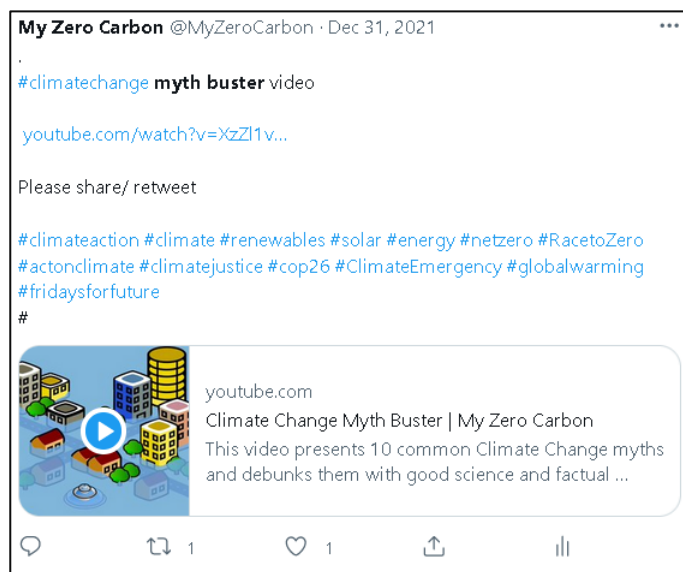 My Zero Carbon @MyZeroCarbon · Dec 31, 2021
.
#climatechange myth buster video
youtube.com/watch?v=XzZl1v...
Please share/ retweet
#climateaction #climate #renewables #solar #energy #netzero #RacetoZero
#actonclimate #climatejustice #cop26 #ClimateEmergency #globalwarming
#fridaysforfuture
#
youtube.com
Climate Change Myth Buster | My Zero Carbon
This video presents 10 common Climate Change myths
and debunks them with good science and factual ...
1
1